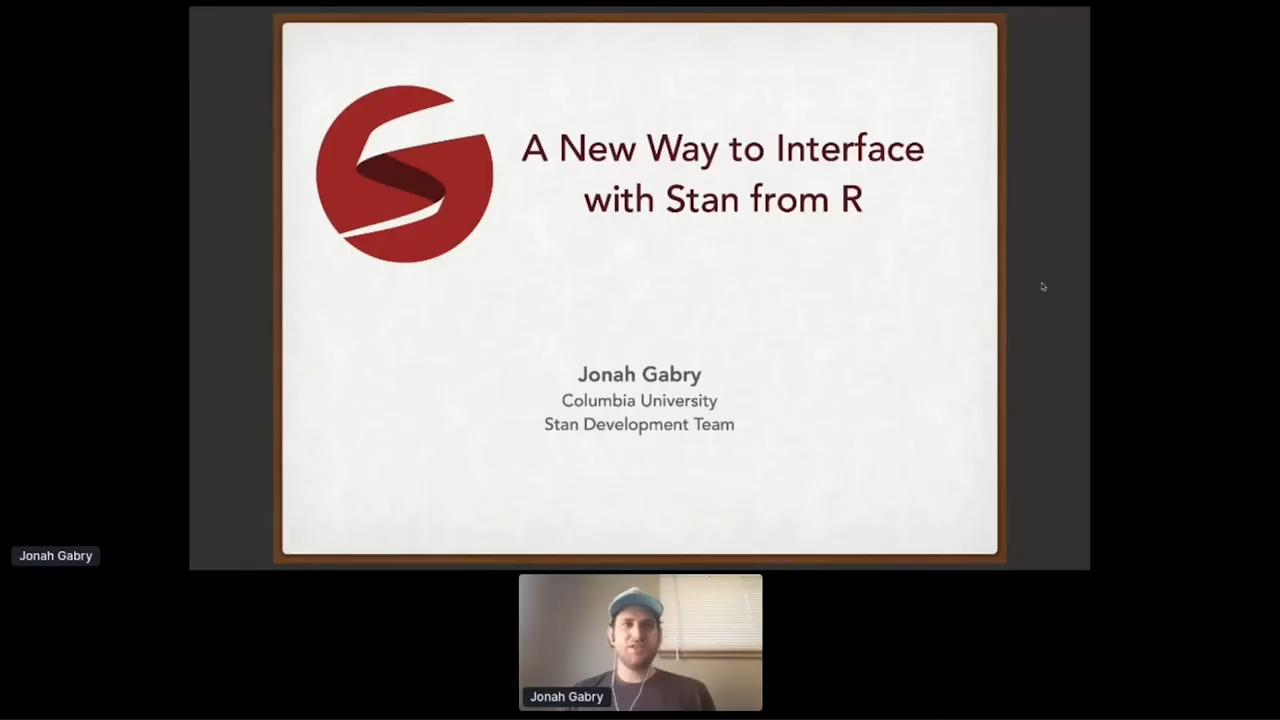 A New Way to Interface
with Stan from R
Jonah Gabry
Columbia University
Stan Development Team
Jonah Gabry
Jonah Gabry